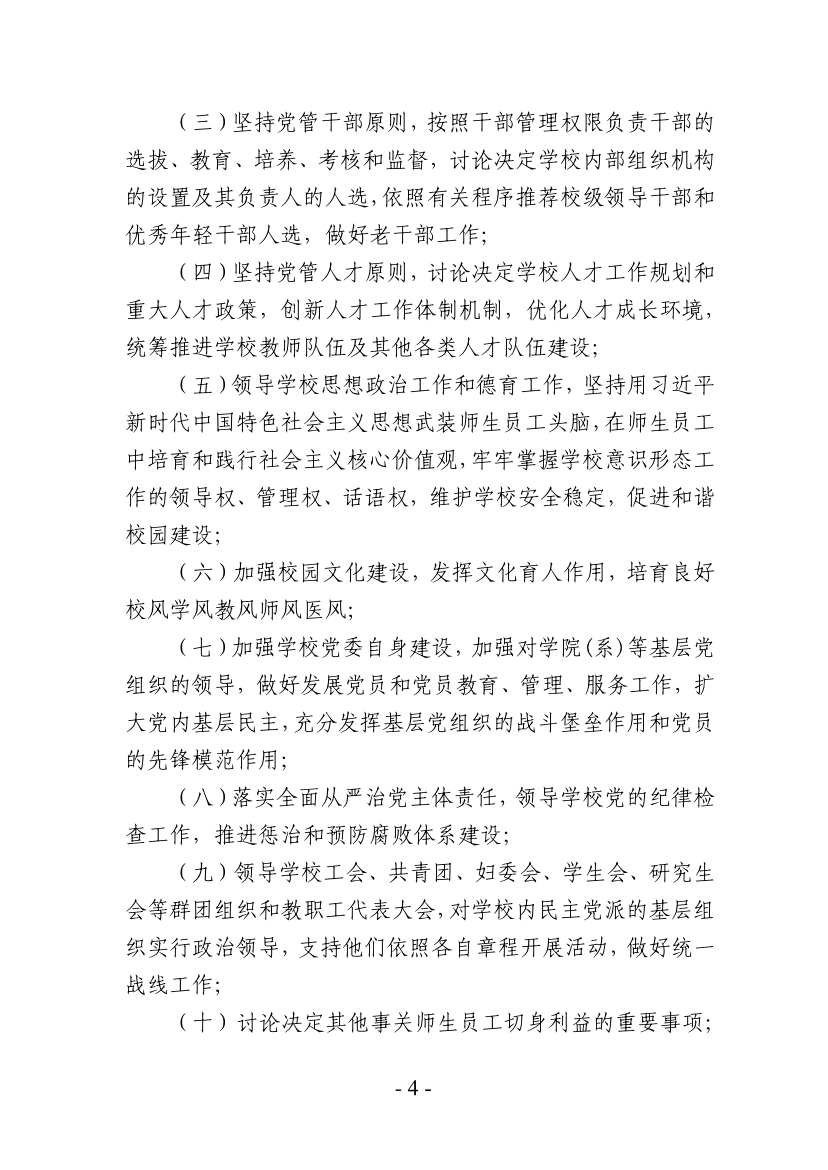 （三）坚持党管干部原则，按照干部管理权限负责干部的
选拔、教育、培养、考核和监督，讨论决定学校内部组织机构
的设置及其负责人的人选，依照有关程序推荐校级领导干部和
优秀年轻干部人选，做好老干部工作；
（四）坚持党管人才原则，讨论决定学校人才工作规划和
重大人才政策，创新人才工作体制机制，优化人才成长环境，
统筹推进学校教师队伍及其他各类人才队伍建设；
（五）领导学校思想政治工作和德育工作，坚持用习近平
新时代中国特色社会主义思想武装师生员工头脑，在师生员工
中培育和践行社会主义核心价值观，牢牢掌握学校意识形态工
作的领导权、管理权、话语权，维护学校安全稳定，促进和谐
校园建设；
（六）加强校园文化建设，发挥文化育人作用，培育良好
校风学风教风师风医风；
（七）加强学校党委自身建设，加强对学院(系)等基层党
组织的领导，做好发展党员和党员教育、管理、服务工作，扩
大党内基层民主，充分发挥基层党组织的战斗堡垒作用和党员
的先锋模范作用；
（八）落实全面从严治党主体责任，领导学校党的纪律检
查工作，推进惩治和预防腐败体系建设；
（九）领导学校工会、共青团、妇委会、学生会、研究生
会等群团组织和教职工代表大会，对学校内民主党派的基层组
织实行政治领导，支持他们依照各自章程开展活动，做好统一
战线工作；
（十）讨论决定其他事关师生员工切身利益的重要事项；
- 4 -